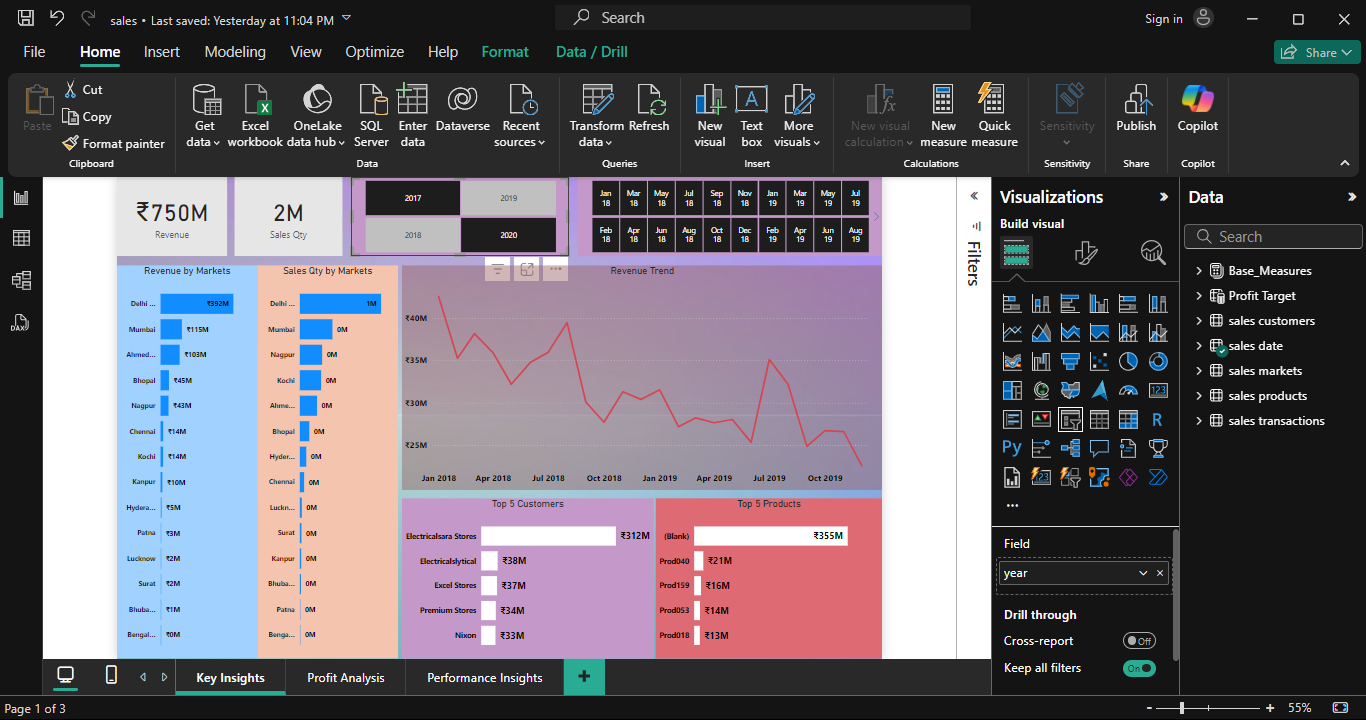 sales • Last saved: Yesterday at 11:04 PM
Search
Sign in
File Home Insert Modeling View Optimize Help Format Data / Drill
Share
Paste
Cut
Copy
Format painter
Clipboard
Get data
Excel workbook
OneLake data hub
SQL Server
Enter data
Dataverse
Recent sources
Data
Transform data
Refresh
Queries
New visual
Text box
More visuals
Insert
New visual calculation
New measure
Quick measure
Calculations
Sensitivity
Sensitivity
Publish
Share
Copilot
Copilot
₹750M
Revenue
2M
Sales Qty
2017 2019
2018 2020
Jan 18 Mar 18 May 18 Jul 18 Sep 18 Nov 18 Jan 19 Mar 19 May 19 Jul 19
Feb 18 Apr 18 Jun 18 Aug 18 Oct 18 Dec 18 Feb 19 Apr 19 Jun 19 Aug 19
Revenue by Markets
Delhi ... ₹392M
Mumbai ₹115M
Ahmed... ₹103M
Bhopal ₹45M
Nagpur ₹43M
Chennai ₹14M
Kochi ₹14M
Kanpur ₹10M
Hydera... ₹5M
Patna ₹3M
Lucknow ₹2M
Surat ₹2M
Bhuba... ₹1M
Bengal... ₹0M
Sales Qty by Markets
Delhi ... 1M
Mumbai 0M
Nagpur 0M
Kochi 0M
Ahme... 0M
Bhopal 0M
Hyder... 0M
Chennai 0M
Luckn... 0M
Surat 0M
Kanpur 0M
Bhuba... 0M
Patna 0M
Benga... 0M
Revenue Trend
₹40M
₹35M
₹30M
₹25M
Jan 2018 Apr 2018 Jul 2018 Oct 2018 Jan 2019 Apr 2019 Jul 2019 Oct 2019
Top 5 Customers
Electricalsara Stores ₹312M
Electricalslytical ₹38M
Excel Stores ₹37M
Premium Stores ₹34M
Nixon ₹33M
Top 5 Products
(Blank) ₹355M
Prod040 ₹21M
Prod159 ₹16M
Prod053 ₹14M
Prod018 ₹13M
Filters
Visualizations
Build visual
123
R
Py
123
...
Field
year
Drill through
Cross-report
Off
Keep all filters
On
Data
Search
Base_Measures
Profit Target
sales customers
sales date
sales markets
sales products
sales transactions
DAX
Key Insights Profit Analysis Performance Insights
+
Page 1 of 3
- + 55%